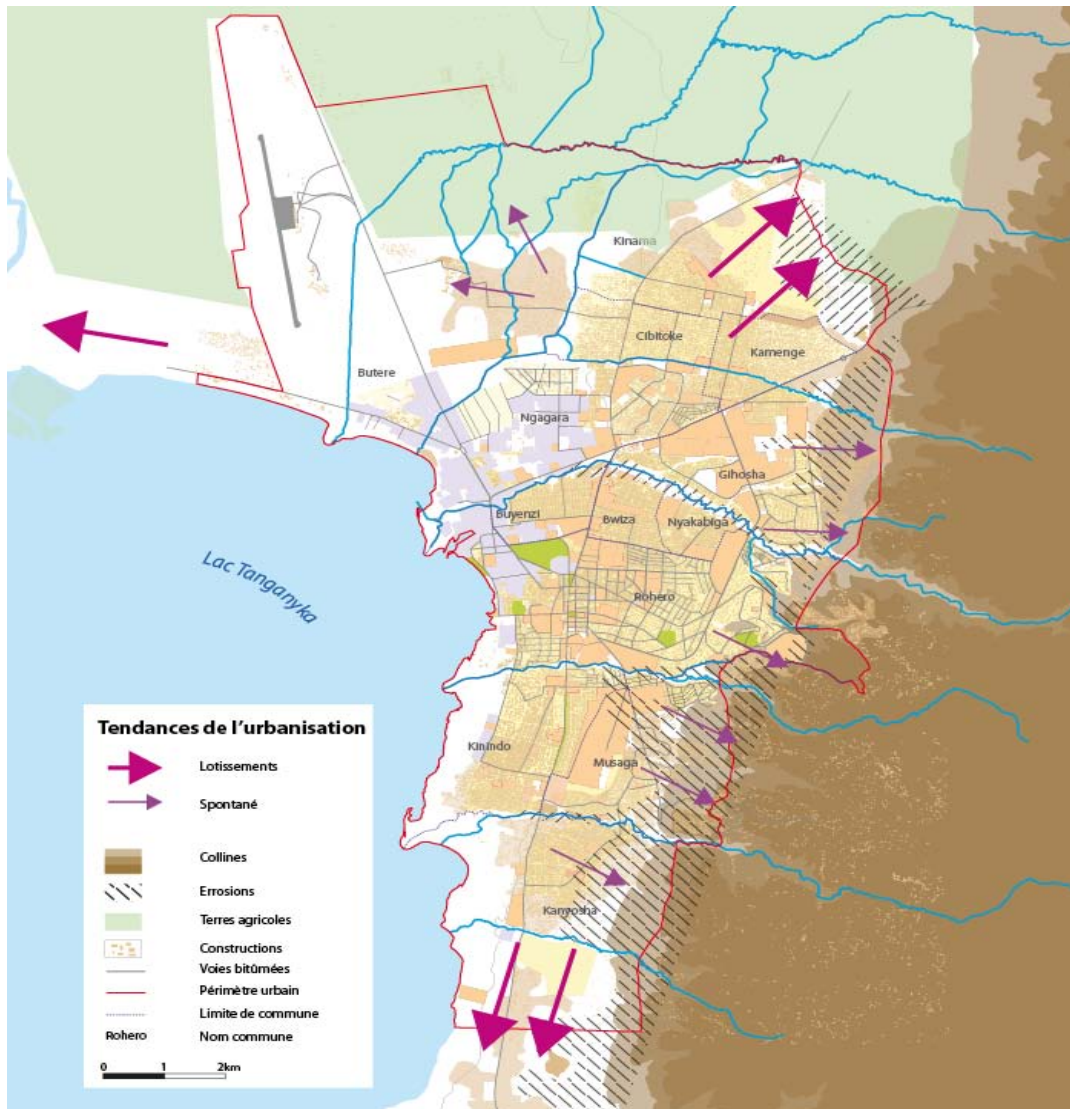 Kinama
Cibitoke
Kamenge
Butere
Ngagara
Gihosha
Buyenzi
Bwiza
Nyakabiga
Lac Tanganyka
Rohero
Kinindo
Musaga
Kanyosha
Tendances de l'urbanisation
Lotissements
Spontané
Collines
Errosions
Terres agricoles
Constructions
Voies bitûmées
Périmètre urbain
Limite de commune
Rohero Nom commune
0 1 2km